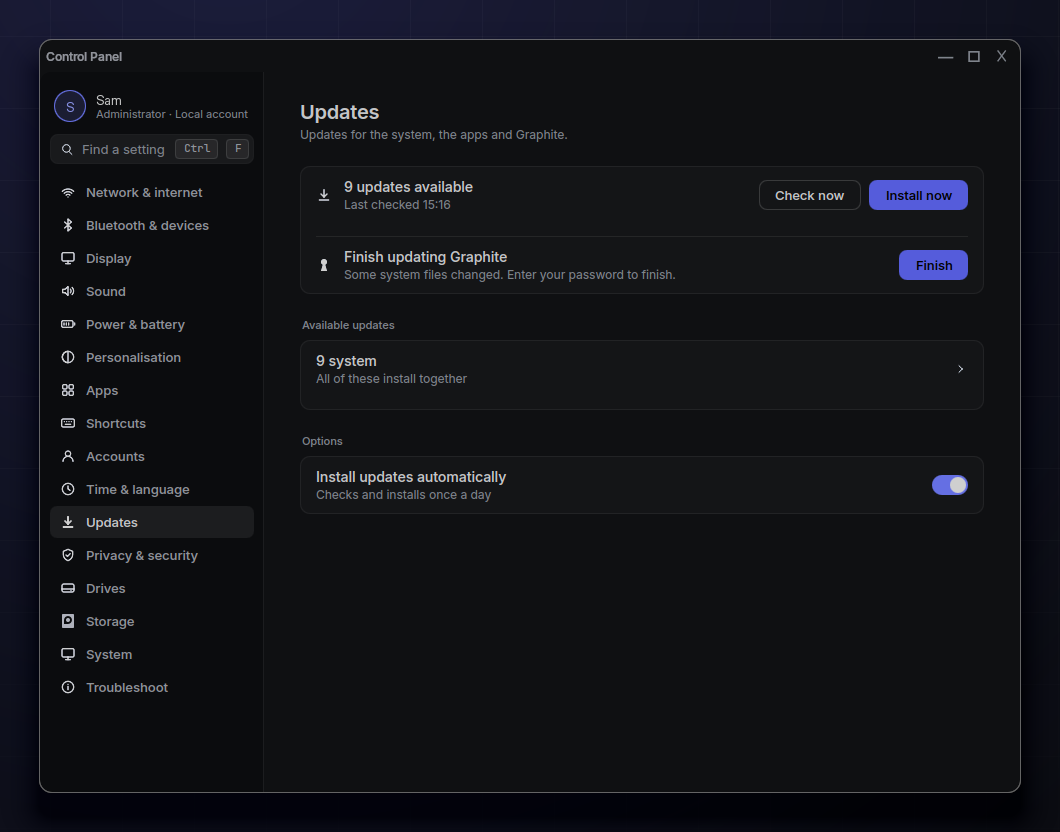 Control Panel
S
Sam
Administrator · Local account
Find a setting Ctrl F
Network & internet
Bluetooth & devices
Display
Sound
Power & battery
Personalisation
Apps
Shortcuts
Accounts
Time & language
Updates
Privacy & security
Drives
Storage
System
Troubleshoot
Updates
Updates for the system, the apps and Graphite.
9 updates available
Last checked 15:16
Check now
Install now
Finish updating Graphite
Some system files changed. Enter your password to finish.
Finish
Available updates
9 system
All of these install together
Options
Install updates automatically
Checks and installs once a day